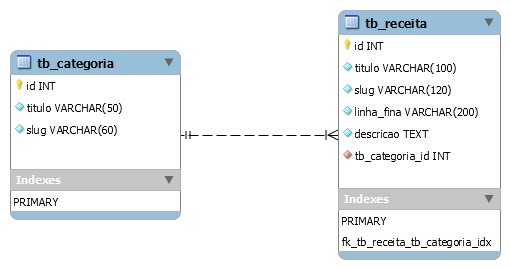 tb_categoria
id INT
titulo VARCHAR(50)
slug VARCHAR(60)
Indexes
PRIMARY
tb_receita
id INT
titulo VARCHAR(100)
slug VARCHAR(120)
linha_fina VARCHAR(200)
descricao TEXT
tb_categoria_id INT
Indexes
PRIMARY
fk_tb_receita_tb_categoria_idx